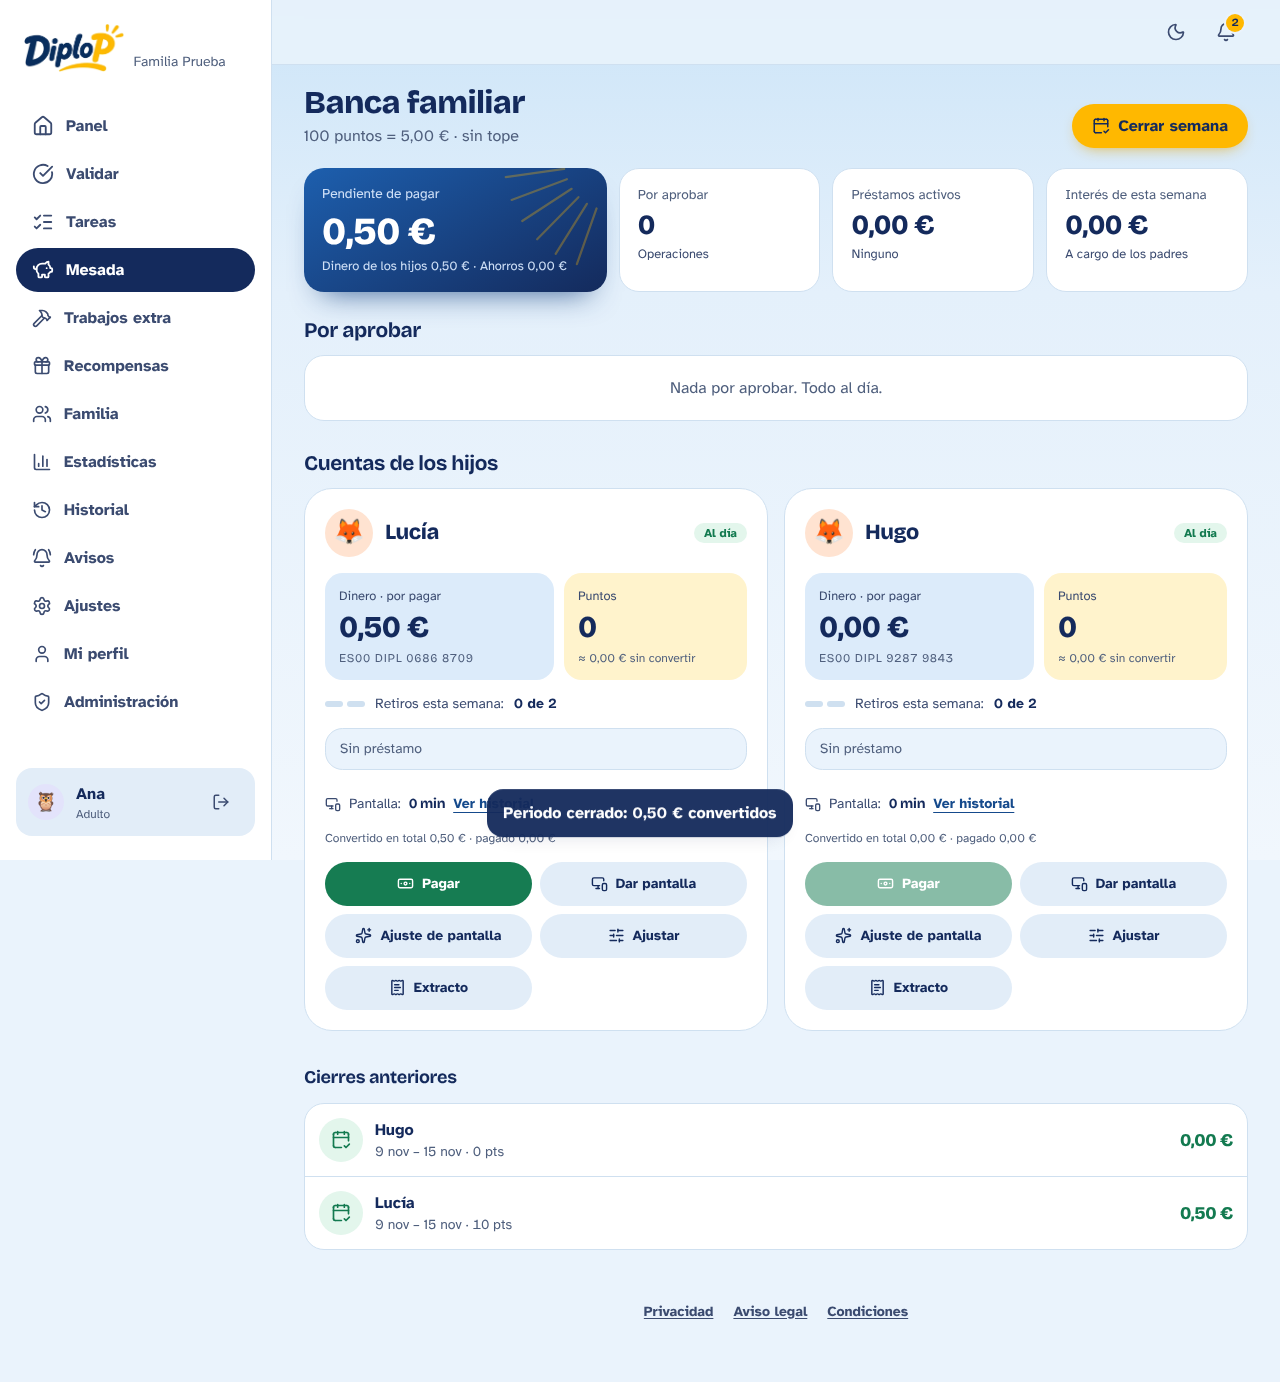 DiploP
Familia Prueba
Panel
Validar
Tareas
Mesada
Trabajos extra
Recompensas
Familia
Estadísticas
Historial
Avisos
Ajustes
Mi perfil
Administración
Ana
Adulto
2
Banca familiar
100 puntos = 5,00 € · sin tope
Cerrar semana
Pendiente de pagar
0,50 €
Dinero de los hijos 0,50 € · Ahorros 0,00 €
Por aprobar
0
Operaciones
Préstamos activos
0,00 €
Ninguno
Interés de esta semana
0,00 €
A cargo de los padres
Por aprobar
Nada por aprobar. Todo al día.
Cuentas de los hijos
Lucía
Al día
Dinero · por pagar
0,50 €
ES00 DIPL 0686 8709
Puntos
0
≈ 0,00 € sin convertir
Retiros esta semana: 0 de 2
Sin préstamo
Pantalla: 0 min Ver historial
Convertido en total 0,50 € · pagado 0,00 €
Pagar
Dar pantalla
Ajuste de pantalla
Ajustar
Extracto
Periodo cerrado: 0,50 € convertidos
Hugo
Al día
Dinero · por pagar
0,00 €
ES00 DIPL 9287 9843
Puntos
0
≈ 0,00 € sin convertir
Retiros esta semana: 0 de 2
Sin préstamo
Pantalla: 0 min Ver historial
Convertido en total 0,00 € · pagado 0,00 €
Pagar
Dar pantalla
Ajuste de pantalla
Ajustar
Extracto
Cierres anteriores
Hugo
9 nov – 15 nov · 0 pts
0,00 €
Lucía
9 nov – 15 nov · 10 pts
0,50 €
Privacidad Aviso legal Condiciones